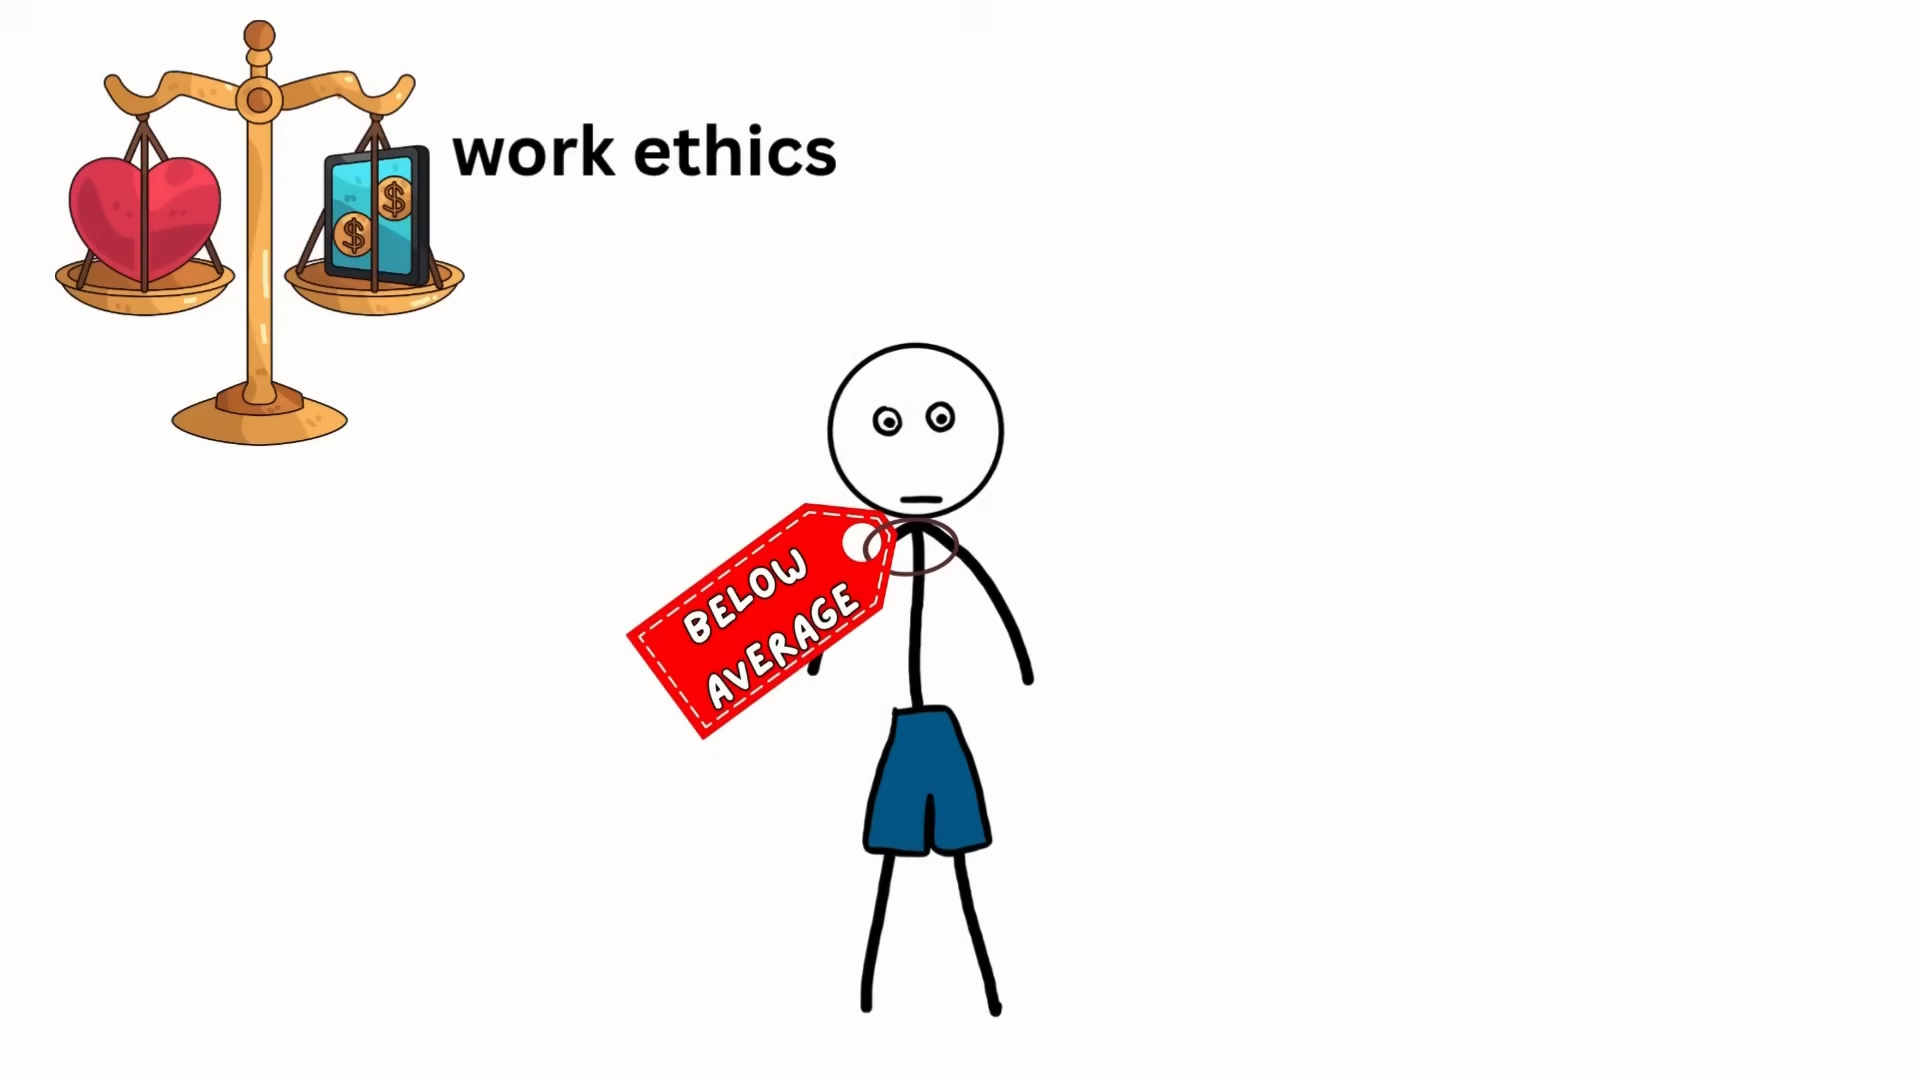 work ethics
BELOW
AVERAGE
$
$